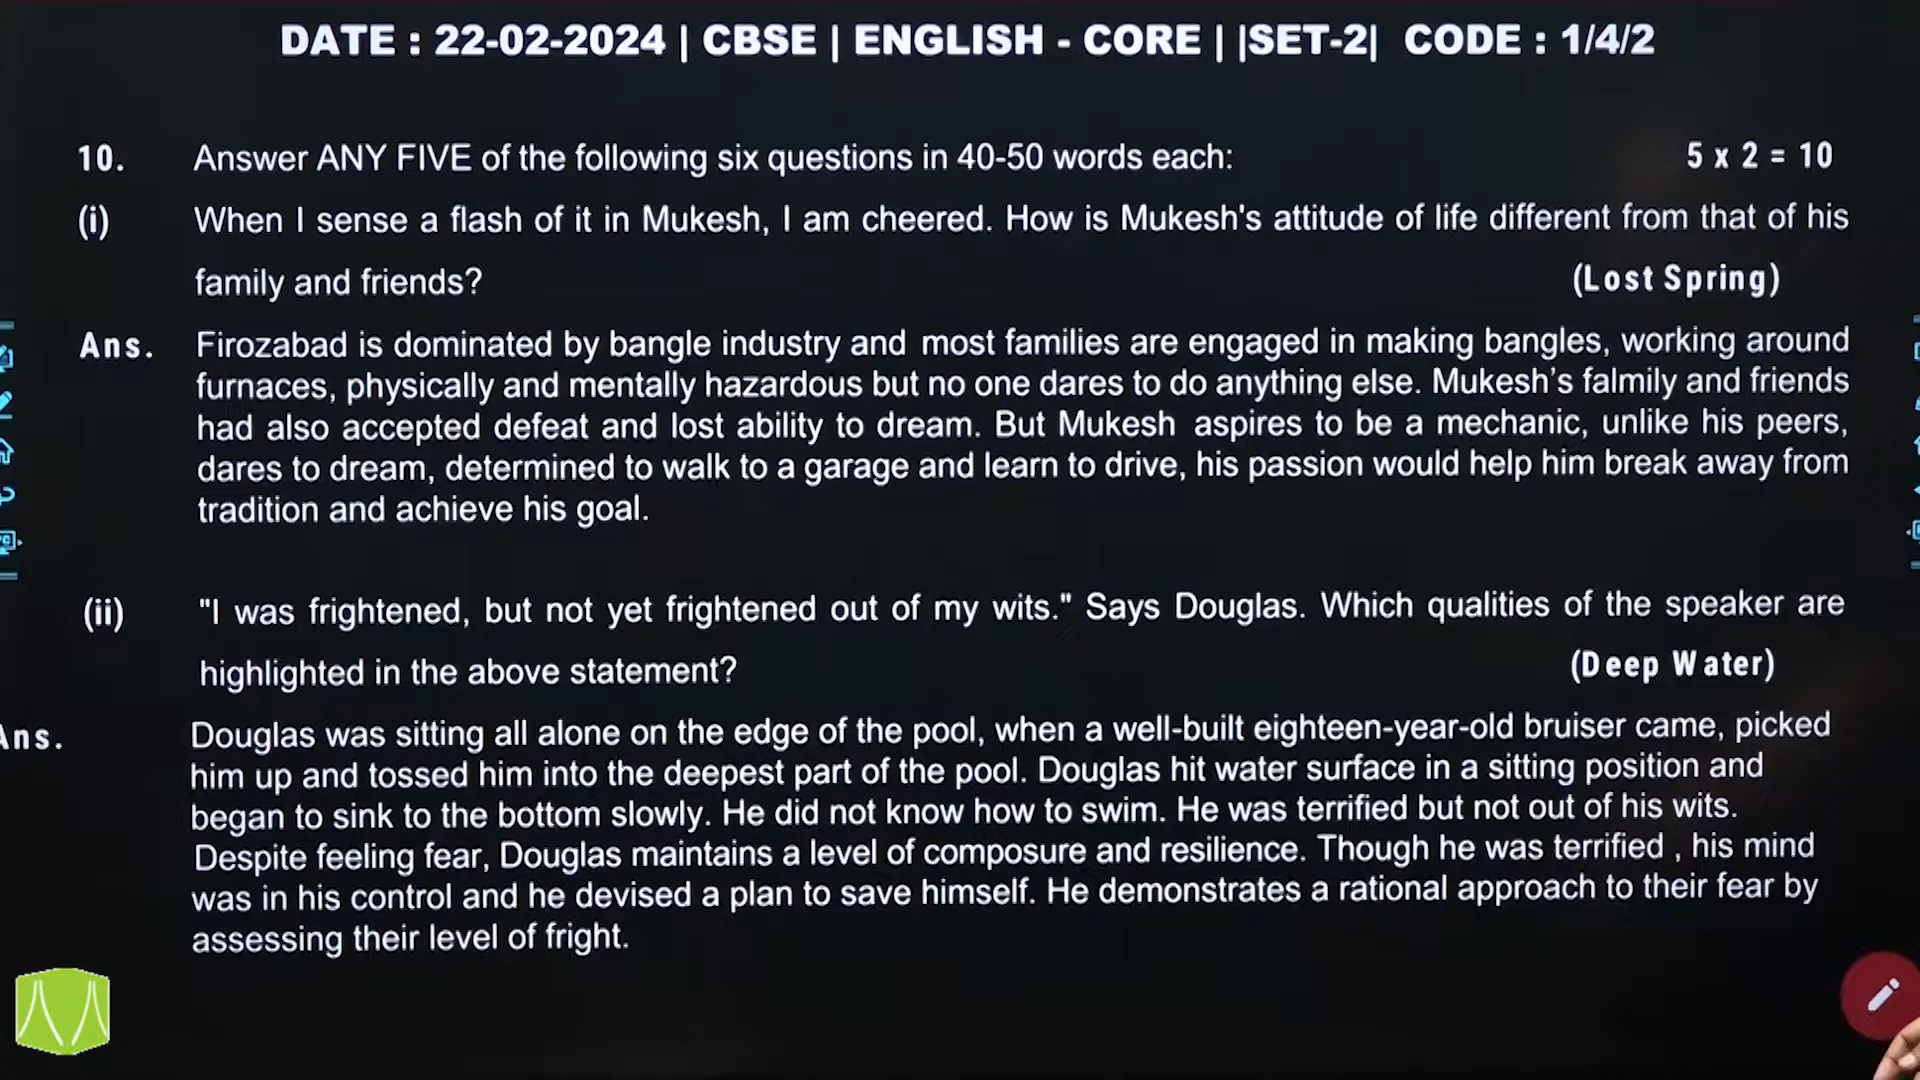 DATE : 22-02-2024 | CBSE | ENGLISH - CORE | |SET-2| CODE : 1/4/2
10. Answer ANY FIVE of the following six questions in 40-50 words each: 5 x 2 = 10
(i) When I sense a flash of it in Mukesh, I am cheered. How is Mukesh's attitude of life different from that of his
family and friends? (Lost Spring)
Ans. Firozabad is dominated by bangle industry and most families are engaged in making bangles, working around
furnaces, physically and mentally hazardous but no one dares to do anything else. Mukesh’s falmily and friends
had also accepted defeat and lost ability to dream. But Mukesh aspires to be a mechanic, unlike his peers,
dares to dream, determined to walk to a garage and learn to drive, his passion would help him break away from
tradition and achieve his goal.
(ii) "I was frightened, but not yet frightened out of my wits." Says Douglas. Which qualities of the speaker are
highlighted in the above statement? (Deep Water)
Ans. Douglas was sitting all alone on the edge of the pool, when a well-built eighteen-year-old bruiser came, picked
him up and tossed him into the deepest part of the pool. Douglas hit water surface in a sitting position and
began to sink to the bottom slowly. He did not know how to swim. He was terrified but not out of his wits.
Despite feeling fear, Douglas maintains a level of composure and resilience. Though he was terrified , his mind
was in his control and he devised a plan to save himself. He demonstrates a rational approach to their fear by
assessing their level of fright.